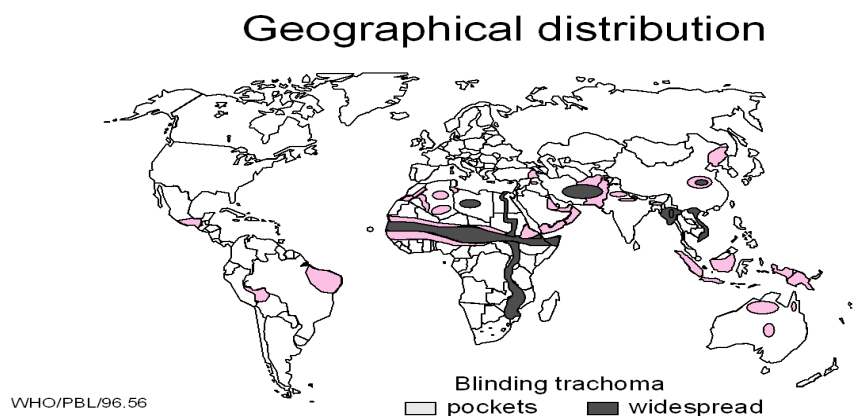 Geographical distribution
Blinding trachoma
WHO/PBL/96.56
pockets widespread